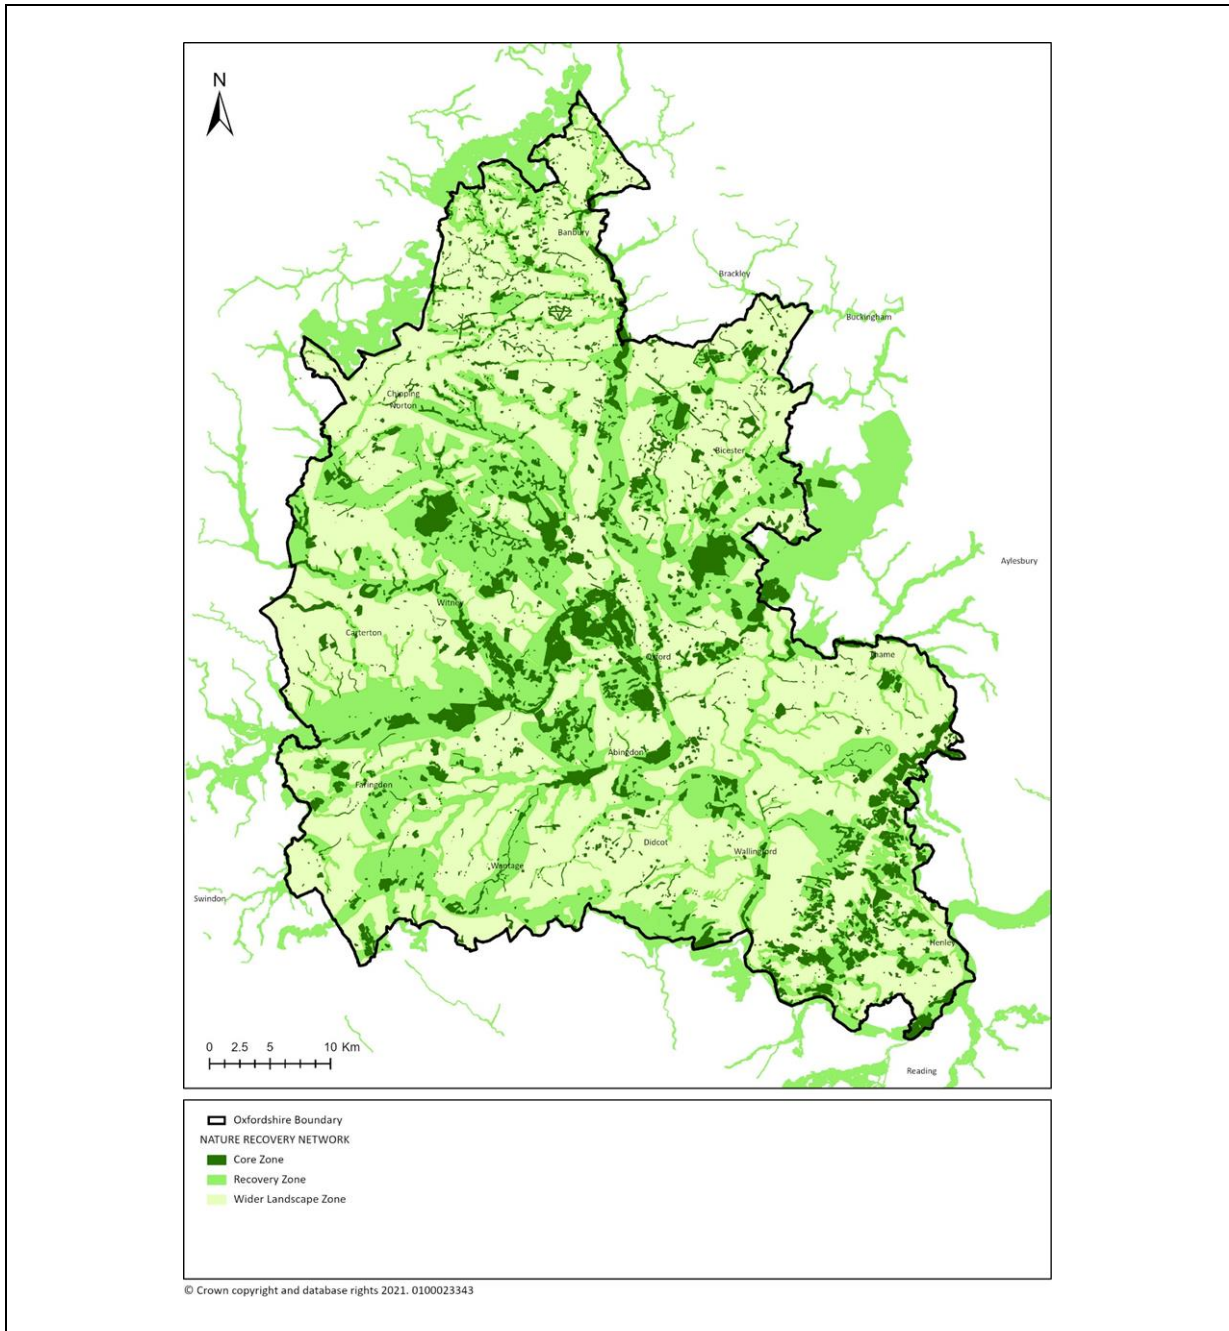 N
Banbury
Brackley
Buckingham
Chipping
Norton
Bicester
Aylesbury
Witney
Carterton
Oxford
Thame
Abingdon
Faringdon
Didcot
Wallingford
Wantage
Swindon
Henley
0 2.5 5 10 Km
Reading
Oxfordshire Boundary
NATURE RECOVERY NETWORK
Core Zone
Recovery Zone
Wider Landscape Zone
© Crown copyright and database rights 2021. 0100023343